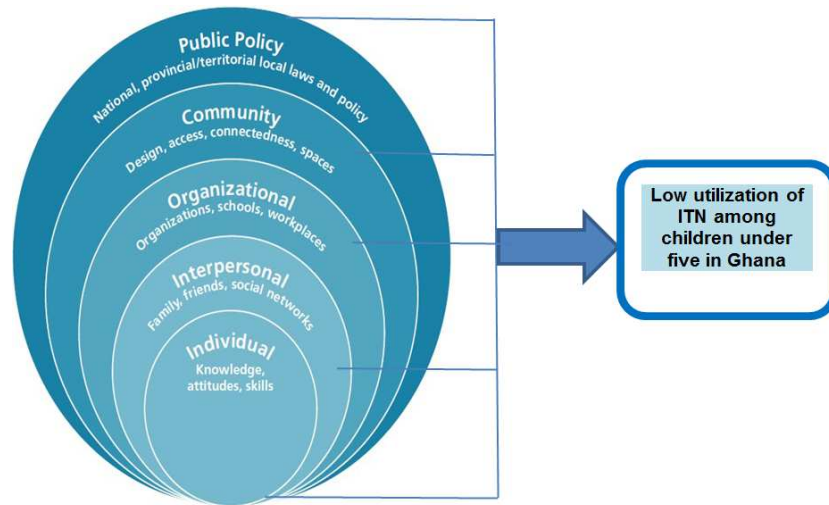 Public Policy
National, provincial/territorial local laws and policy
Community
Design, access, connectedness, spaces
Organizational
Organizations, schools, workplaces
Interpersonal
Family, friends, social networks
Individual
Knowledge,
attitudes, skills
Low utilization of
ITN among
children under
five in Ghana